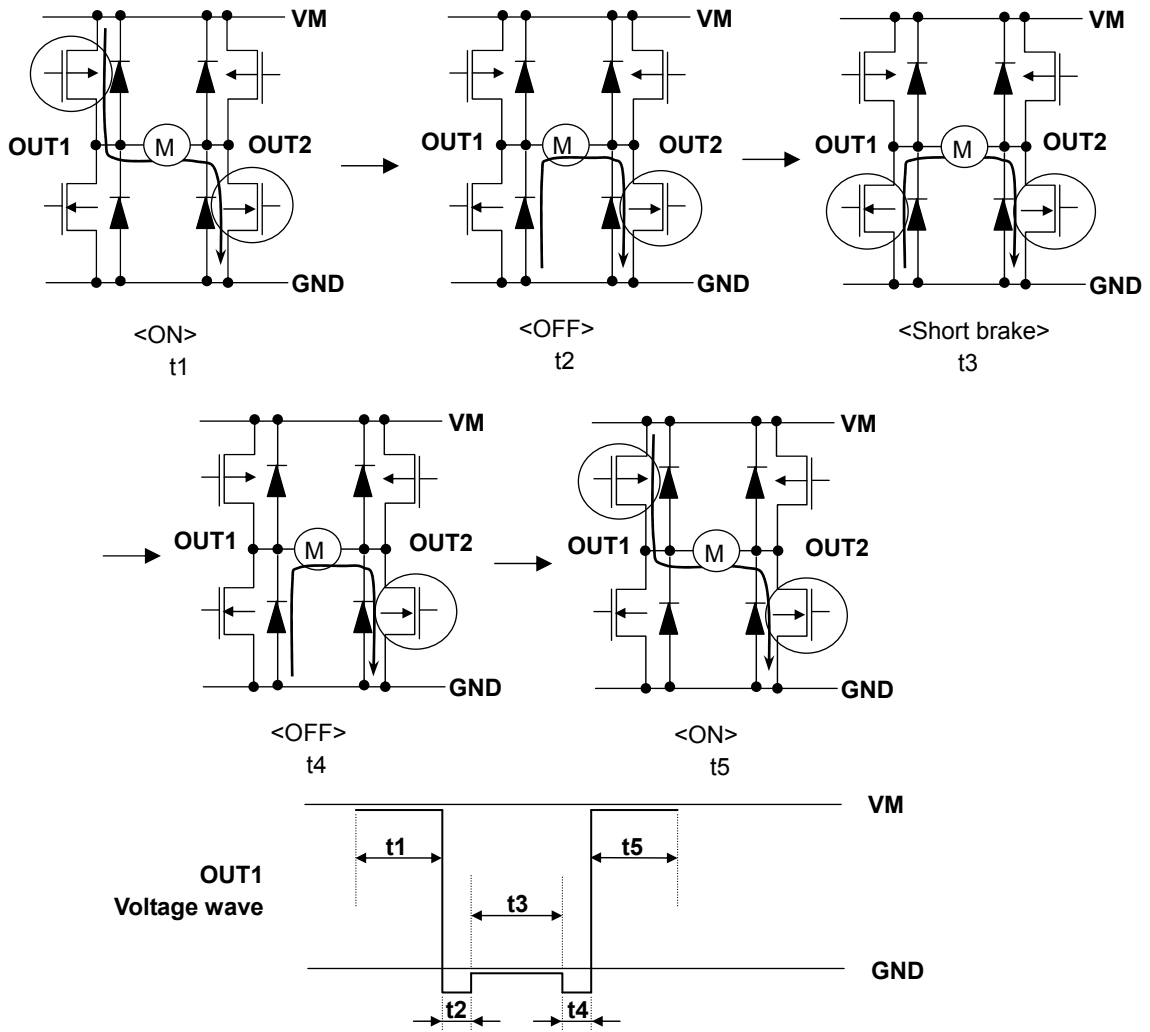 VM VM VM
OUT1 M OUT2 OUT1 M OUT2 OUT1 M OUT2
GND GND GND
<ON> <OFF> <Short brake>
t1 t2 t3
VM VM
OUT1 M OUT2 OUT1 M OUT2
GND GND
<OFF> <ON>
t4 t5
VM
t1 t5
OUT1
Voltage wave
t3
GND
t2 t4